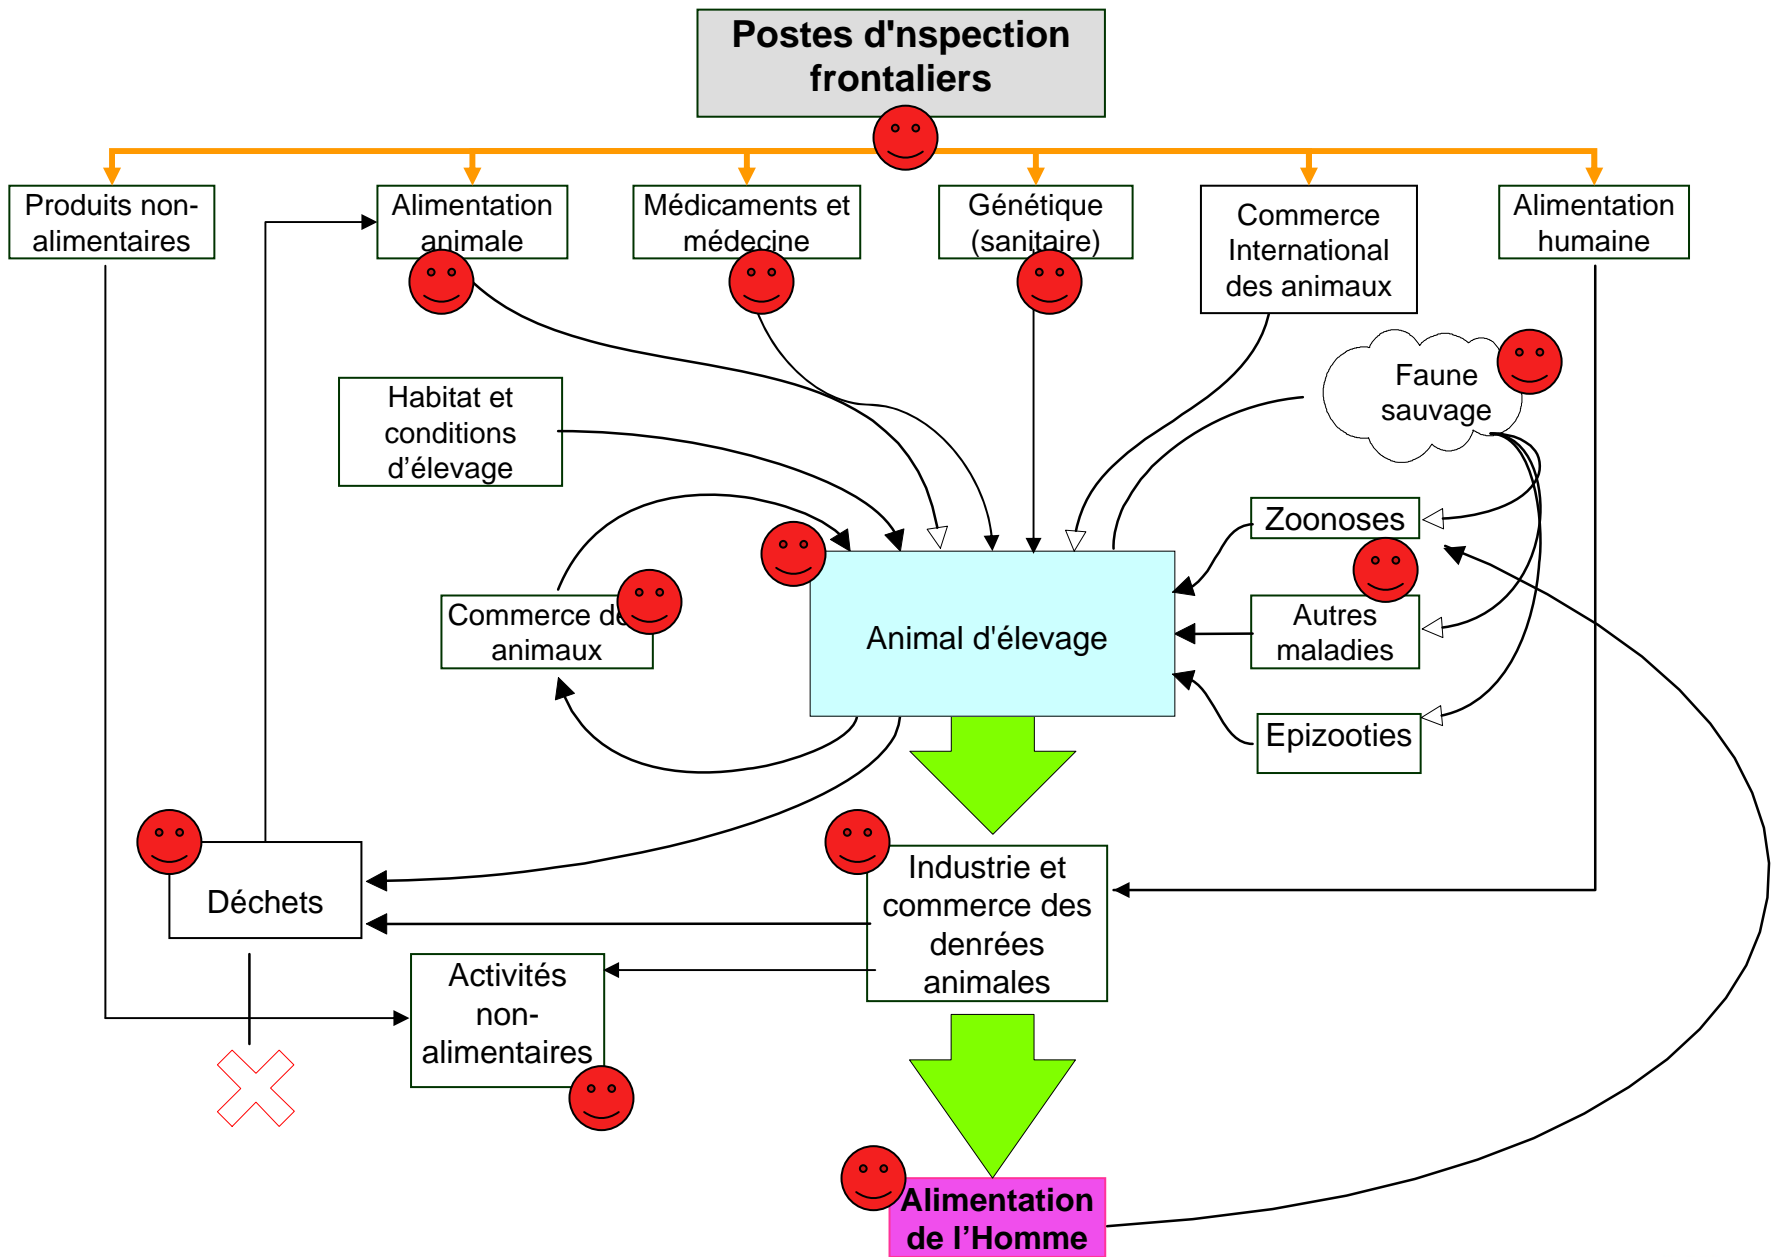 Postes d'nspection
frontaliers
Produits non-
alimentaires
Alimentation
animale
Médicaments et
médecine
Génétique
(sanitaire)
Commerce
International
des animaux
Alimentation
humaine
Faune
sauvage
Habitat et
conditions
d’élevage
Zoonoses
Commerce de
animaux
Animal d'élevage
Autres
maladies
Epizooties
Déchets
Industrie et
commerce des
denrées
animales
Activités
non-
alimentaires
Alimentation
de l’Homme